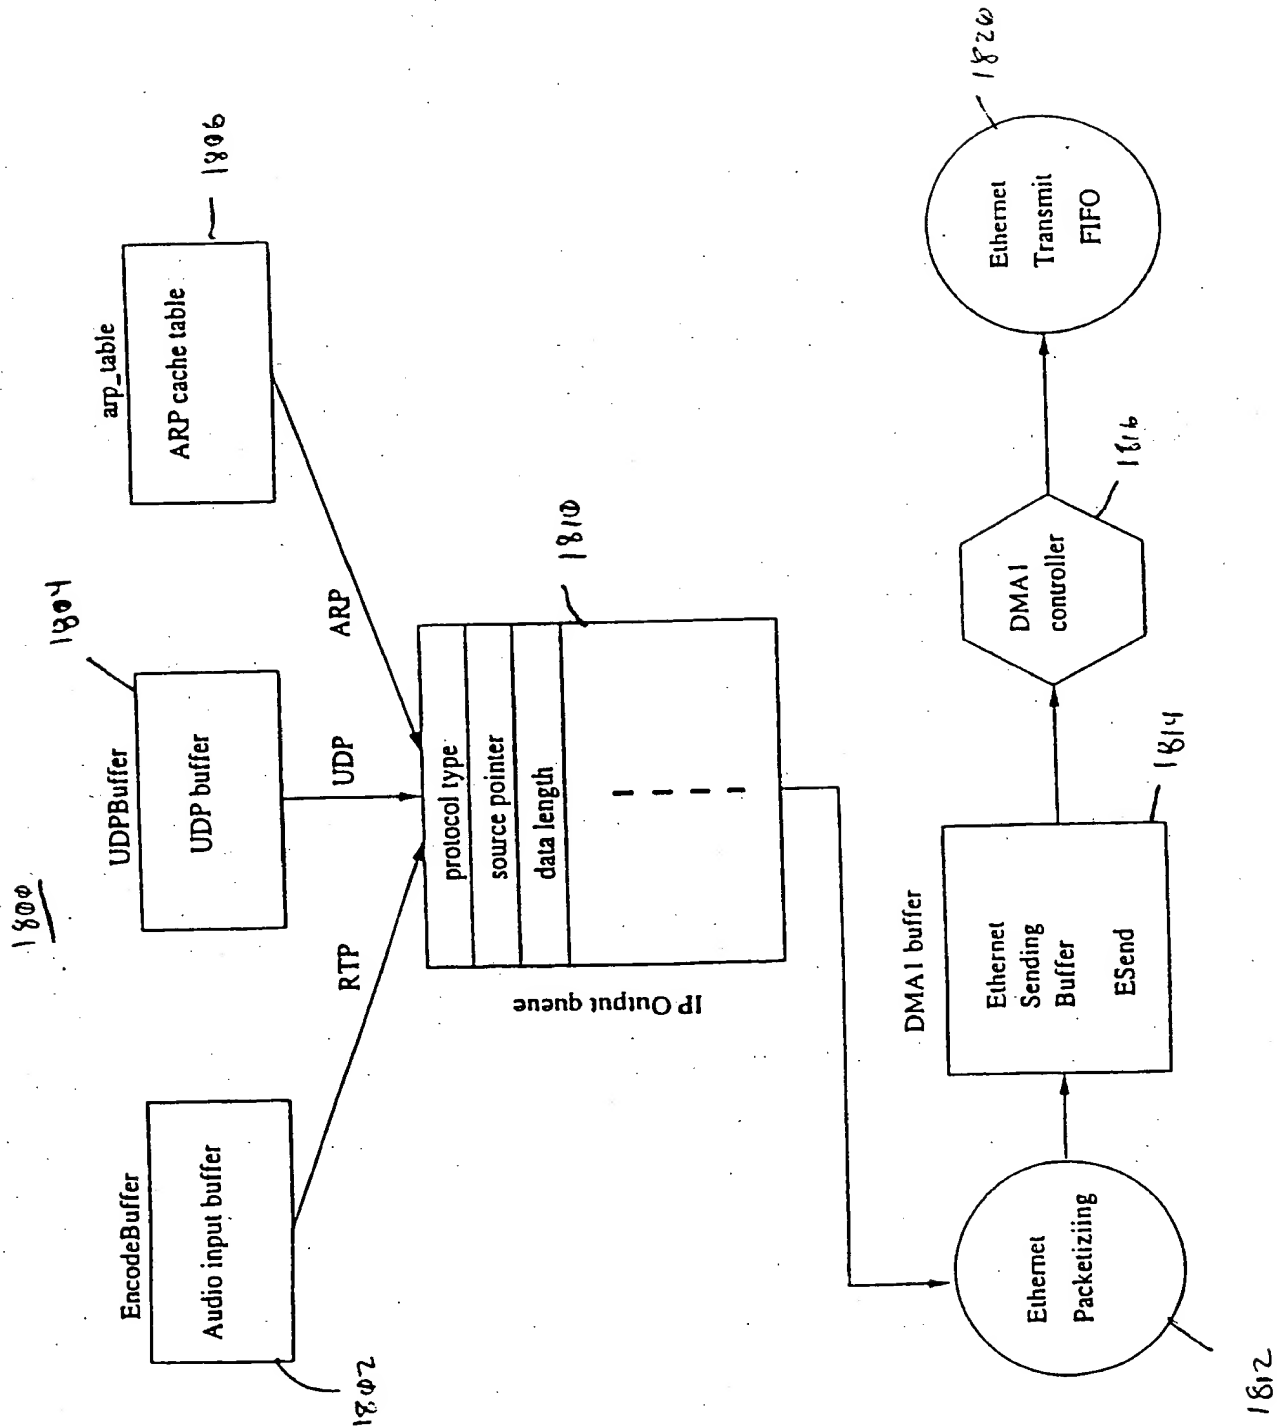 1800
EncodeBuffer
Audio input buffer
1802
UDPBuffer
UDP buffer
1804
arp_table
ARP cache table
1806
RTP
UDP
ARP
IP Output queue
protocol type
source pointer
data length
1810
Ethernet
Packetiziing
1812
DMA1 buffer
Ethernet
Sending
Buffer
ESend
1814
DMA1
controller
1816
Ethernet
Transmit
FIFO
1820